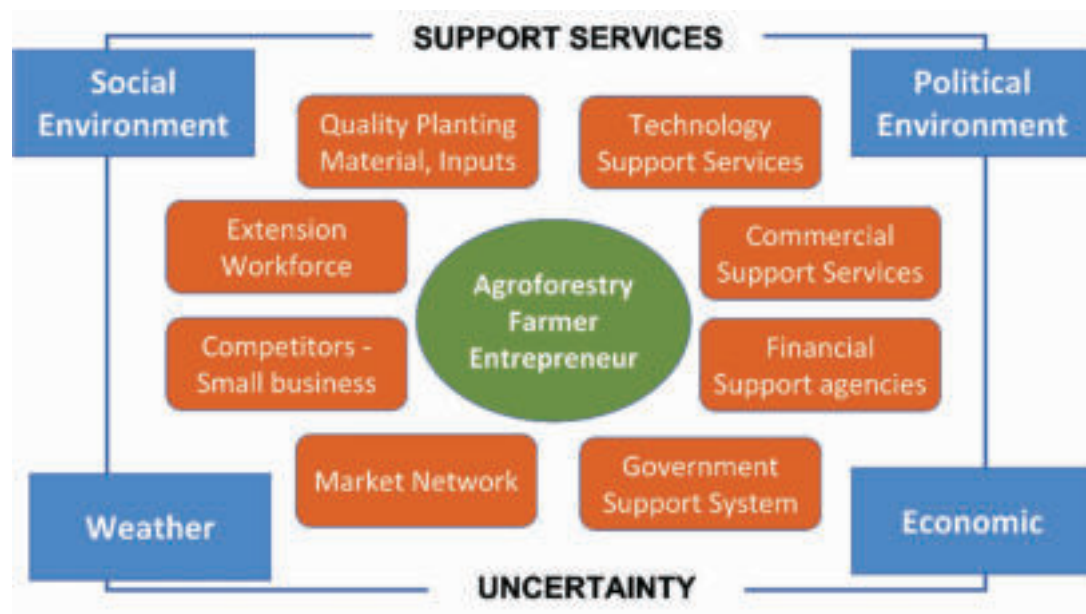 SUPPORT SERVICES
Social
Environment
Political
Environment
Quality Planting
Material, Inputs
Technology
Support Services
Extension
Workforce
Commercial
Support Services
Agroforestry
Farmer
Entrepreneur
Competitors -
Small business
Financial
Support agencies
Market Network
Government
Support System
Weather
Economic
UNCERTAINTY